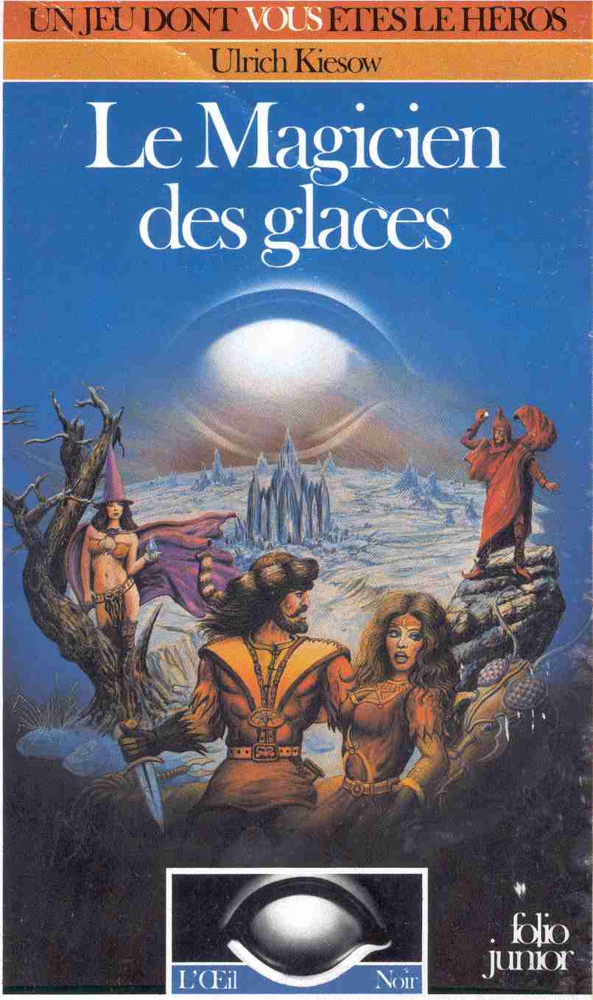 UN JEU DONT VOUS ETES LE HEROS
Ulrich Kiesow
Le Magicien
des glaces
L'Œil Noir
folio
junior